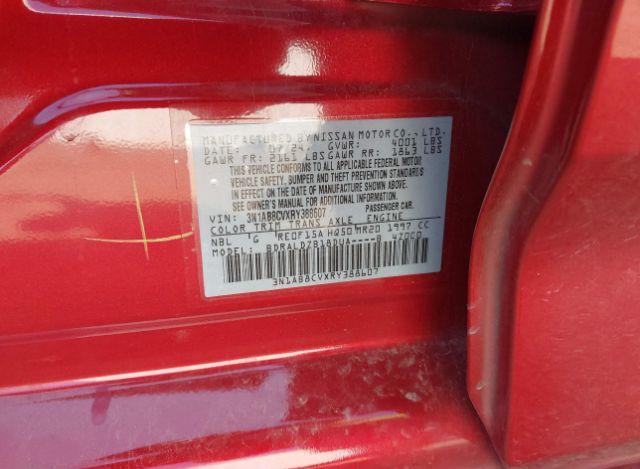 MANUFACTURED BY NISSAN MOTOR CO., LTD.
DATE: 07/24 GVWR: 4001 LBS
GAWR FR: 2161 LBS GAWR RR: 1863 LBS
THIS VEHICLE CONFORMS TO ALL APPLICABLE FEDERAL MOTOR
VEHICLE SAFETY, BUMPER AND THEFT PREVENTION STANDARDS
IN EFFECT ON THE DATE OF MANUFACTURE SHOWN ABOVE.
SEE OWNER'S MANUAL FOR ADDITIONAL INFORMATION.
VIN: 3N1AB8CVXRY388607 PASSENGER CAR.
COLOR TRIM TRANS AXLE ENGINE
NBL G RE0F15A HQ50 MR20 1997 CC
MODEL: BDRALDZB18DUA----B 4Z0C0
3N1AB8CVXRY388607